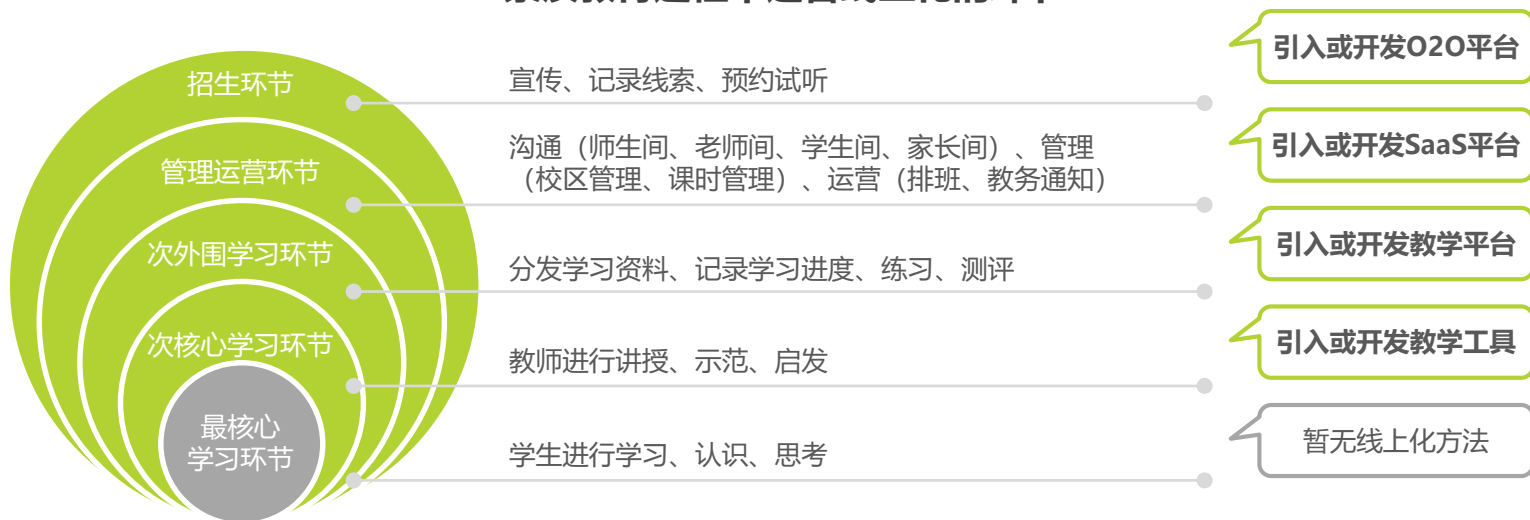 招生环节
宣传、记录线索、预约试听
引入或开发O2O平台
管理运营环节
沟通（师生间、老师间、学生间、家长间）、管理
（校区管理、课时管理）、运营（排班、教务通知）
引入或开发SaaS平台
次外围学习环节
分发学习资料、记录学习进度、练习、测评
引入或开发教学平台
次核心学习环节
教师进行讲授、示范、启发
引入或开发教学工具
最核心
学习环节
学生进行学习、认识、思考
暂无线上化方法